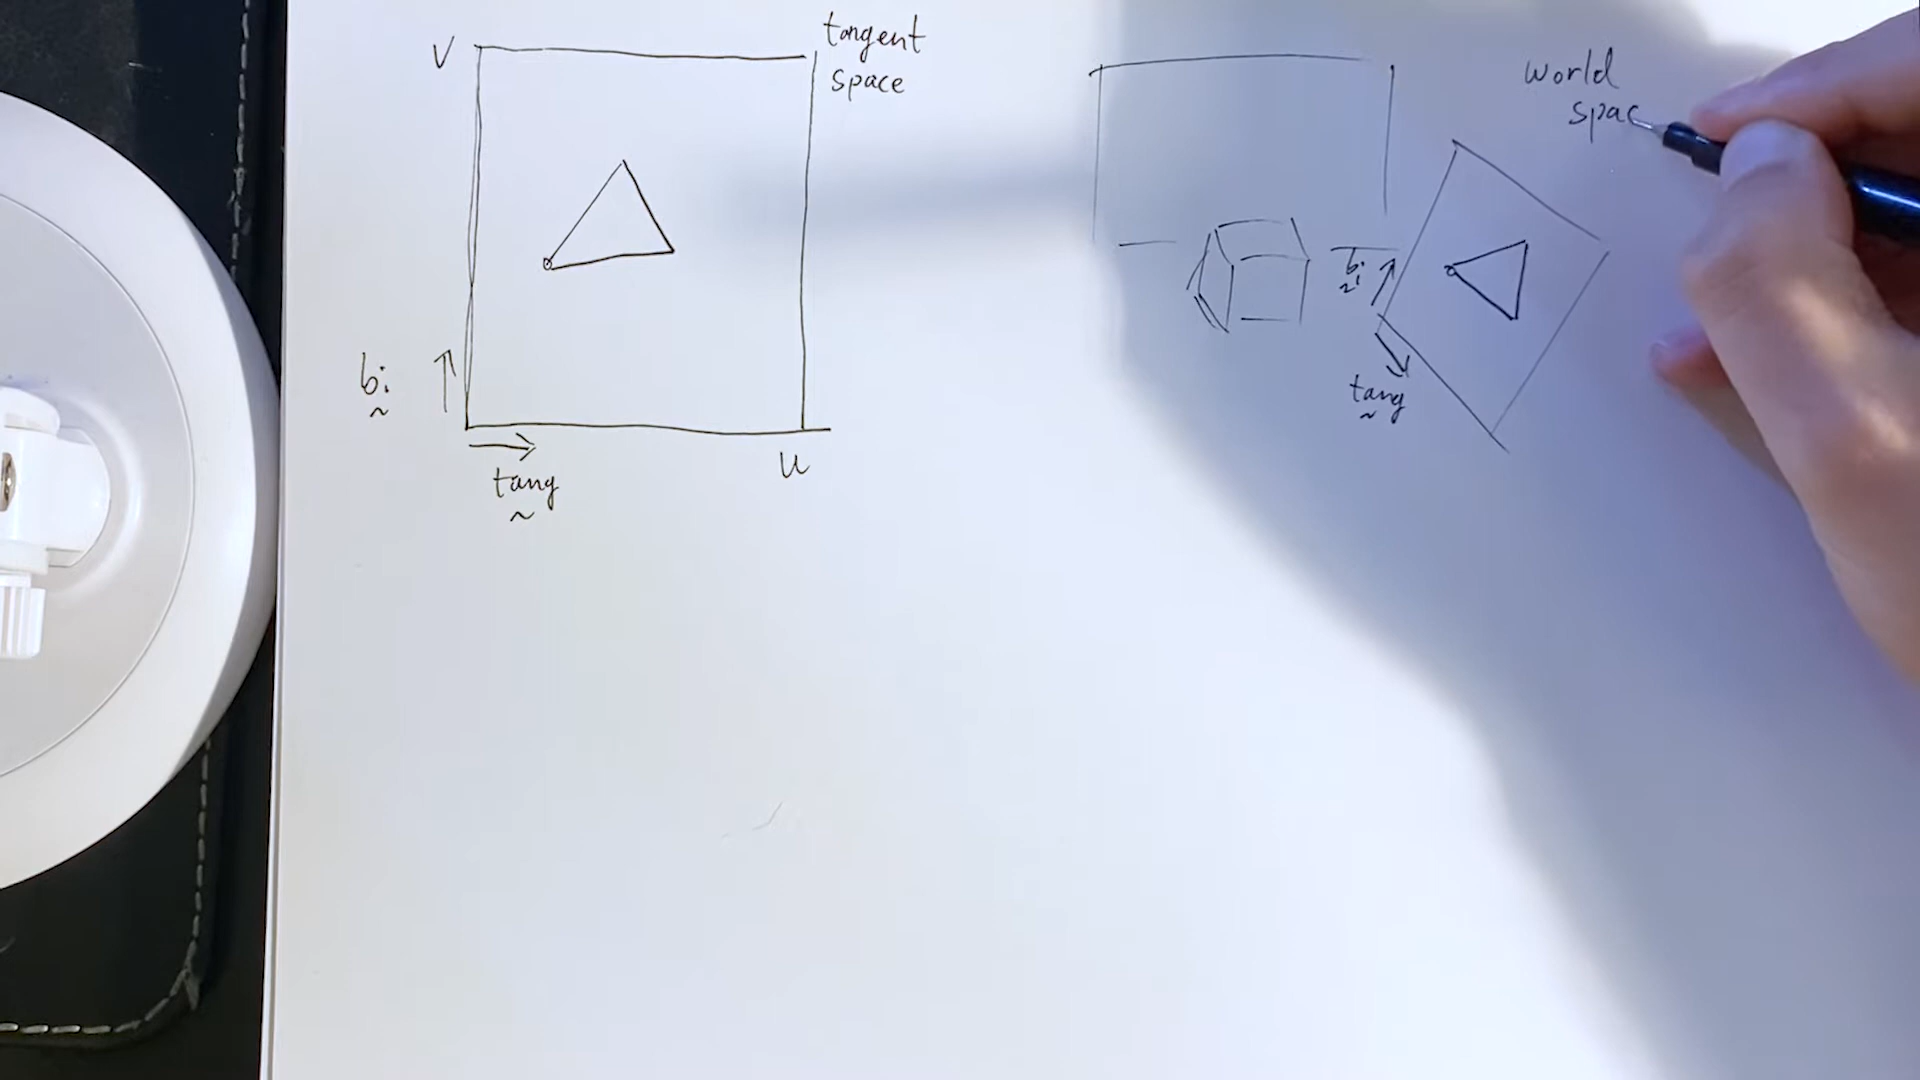 V
tangent
space
bi
~
tang
~
u
world
spac
bi
~
tang
~